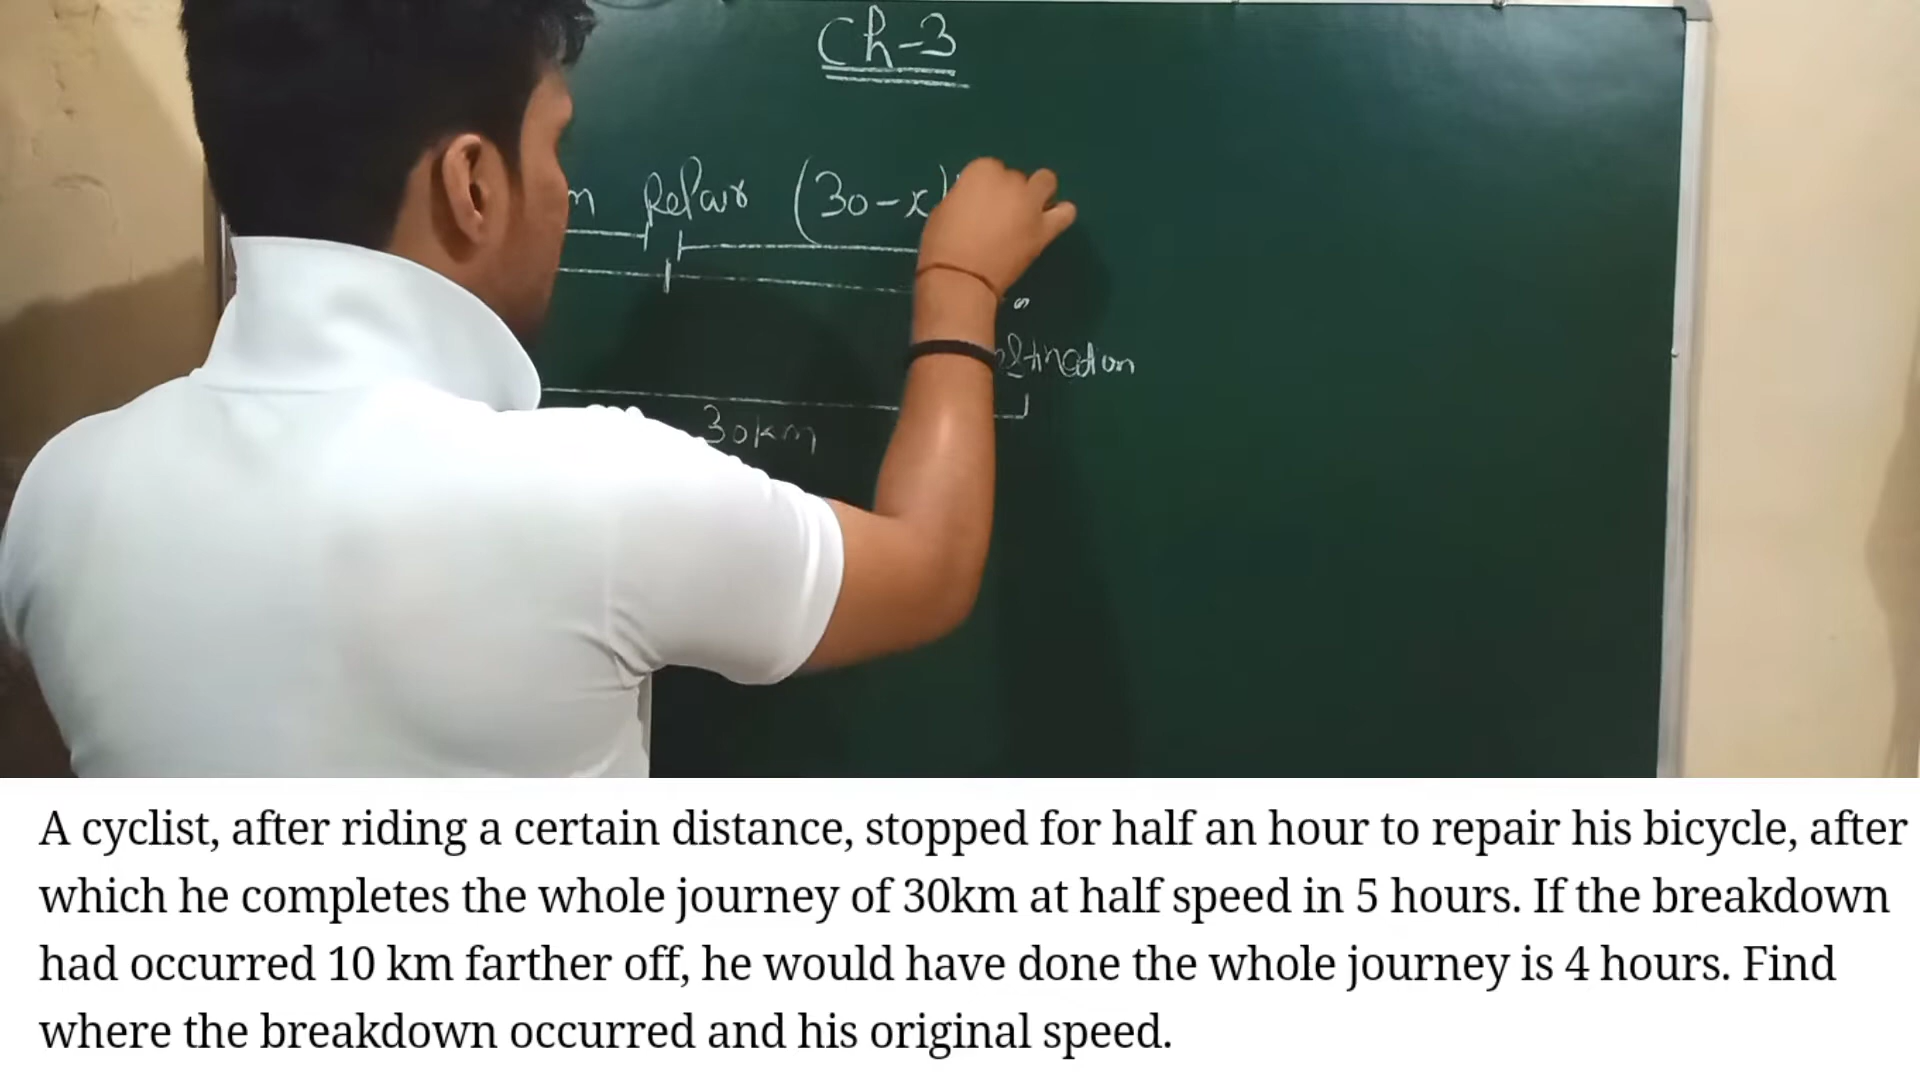 Ch-3
Repair (30-x)
30km
A cyclist, after riding a certain distance, stopped for half an hour to repair his bicycle, after
which he completes the whole journey of 30km at half speed in 5 hours. If the breakdown
had occurred 10 km farther off, he would have done the whole journey is 4 hours. Find
where the breakdown occurred and his original speed.